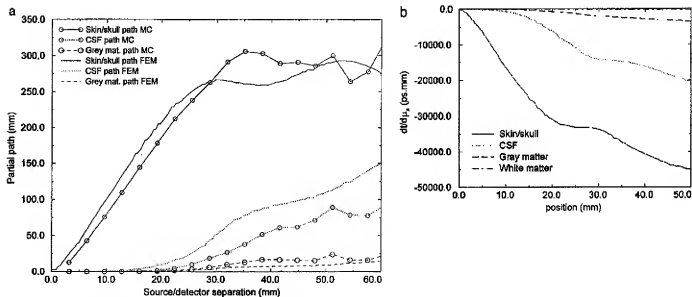 a
350.0
300.0
250.0
200.0
150.0
100.0
50.0
0.0
Partial path (mm)
Skin/skull path MC
CSF path MC
Grey mat. path MC
Skin/skull path FEM
CSF path FEM
Grey mat. path FEM
0.0 10.0 20.0 30.0 40.0 50.0 60.0
Source/detector separation (mm)
b
0.0
-10000.0
-20000.0
-30000.0
-40000.0
-50000.0
dt/dμa (ps.mm)
Skin/skull
CSF
Gray matter
White matter
0.0 10.0 20.0 30.0 40.0 50.0
position (mm)